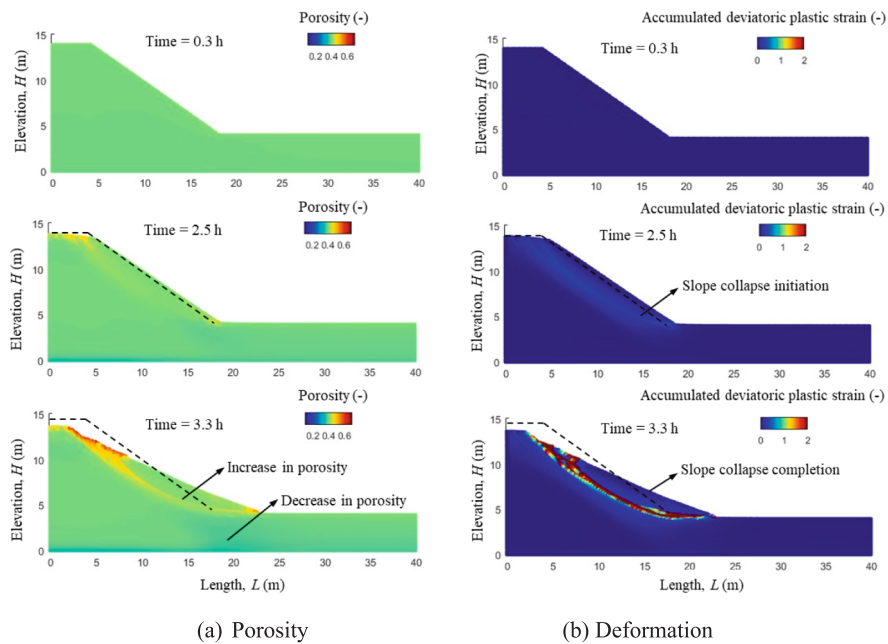 Porosity (-)
0.2 0.4 0.6
Time = 0.3 h
Elevation, H (m)
15
10
5
0
0 5 10 15 20 25 30 35 40
Accumulated deviatoric plastic strain (-)
0 1 2
Time = 0.3 h
Elevation, H (m)
15
10
5
0
0 5 10 15 20 25 30 35 40
Porosity (-)
0.2 0.4 0.6
Time = 2.5 h
Elevation, H (m)
15
10
5
0
0 5 10 15 20 25 30 35 40
Accumulated deviatoric plastic strain (-)
0 1 2
Time = 2.5 h
Slope collapse initiation
Elevation, H (m)
15
10
5
0
0 5 10 15 20 25 30 35 40
Porosity (-)
0.2 0.4 0.6
Time = 3.3 h
Increase in porosity
Decrease in porosity
Elevation, H (m)
15
10
5
0
0 5 10 15 20 25 30 35 40
Length, L (m)
Accumulated deviatoric plastic strain (-)
0 1 2
Time = 3.3 h
Slope collapse completion
Elevation, H (m)
15
10
5
0
0 5 10 15 20 25 30 35 40
Length, L (m)
(a) Porosity
(b) Deformation